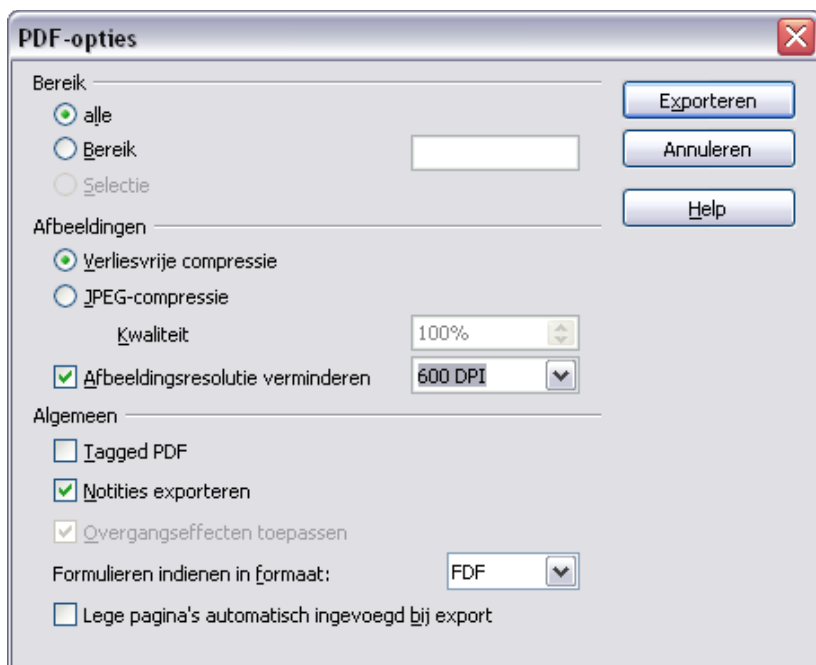 PDF-opties
Bereik
alle
Bereik
Selectie
Exporteren
Annuleren
Help
Afbeeldingen
Verliesvrije compressie
JPEG-compressie
Kwaliteit 100%
Afbeeldingsresolutie verminderen 600 DPI
Algemeen
Tagged PDF
Notities exporteren
Overgangseffecten toepassen
Formulieren indienen in formaat: FDF
Lege pagina's automatisch ingevoegd bij export